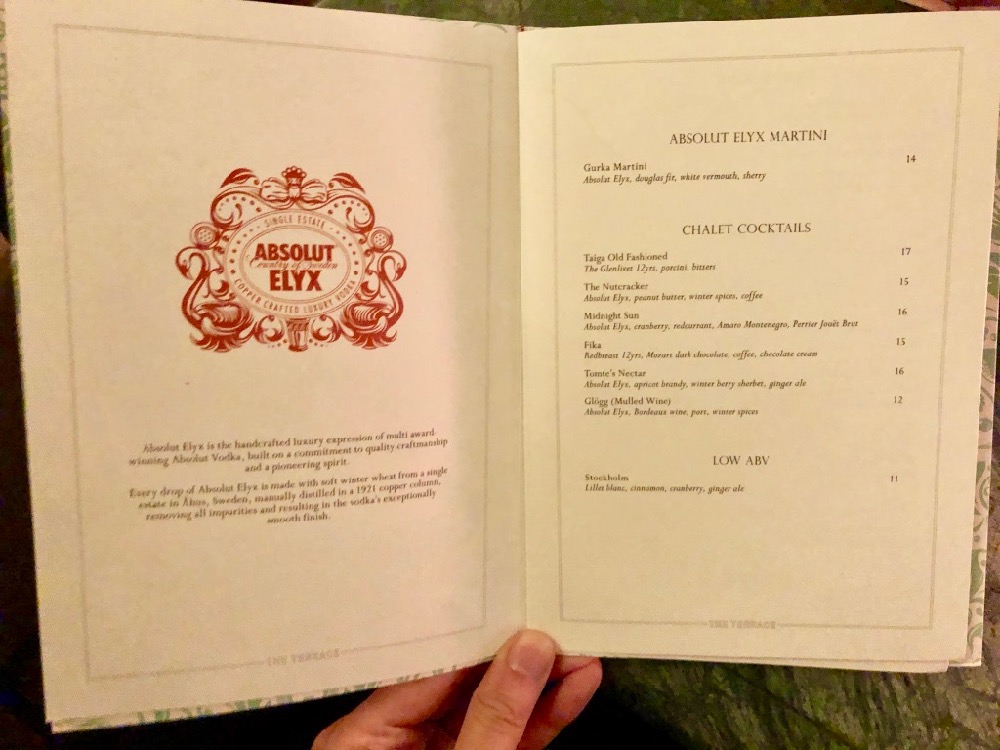 SINGLE ESTATE
ABSOLUT
Country of Sweden
ELYX
COPPER CRAFTED LUXURY VODKA
Absolut Elyx is the handcrafted luxury expression of multi award-
winning Absolut Vodka, built on a commitment to quality craftmanship
and a pioneering spirit.
Every drop of Absolut Elyx is made with soft winter wheat from a single
estate in Åhus, Sweden, manually distilled in a 1921 copper column,
removing all impurities and resulting in the vodka's exceptionally
smooth finish.
THE TERRACE
ABSOLUT ELYX MARTINI
Gurka Martini 14
Absolut Elyx, douglas fir, white vermouth, sherry
CHALET COCKTAILS
Taiga Old Fashioned 17
The Glenlivet 12yrs, porcini, bitters
The Nutcracker 15
Absolut Elyx, peanut butter, winter spices, coffee
Midnight Sun 16
Absolut Elyx, cranberry, redcurrant, Amaro Montenegro, Perrier Jouët Brut
Fika 15
Redbreast 12yrs, Mozart dark chocolate, coffee, chocolate cream
Tomte's Nectar 16
Absolut Elyx, apricot brandy, winter berry sherbet, ginger ale
Glögg (Mulled Wine) 12
Absolut Elyx, Bordeaux wine, port, winter spices
LOW ABV
Stockholm 11
Lillet blanc, cinnamon, cranberry, ginger ale
THE TERRACE